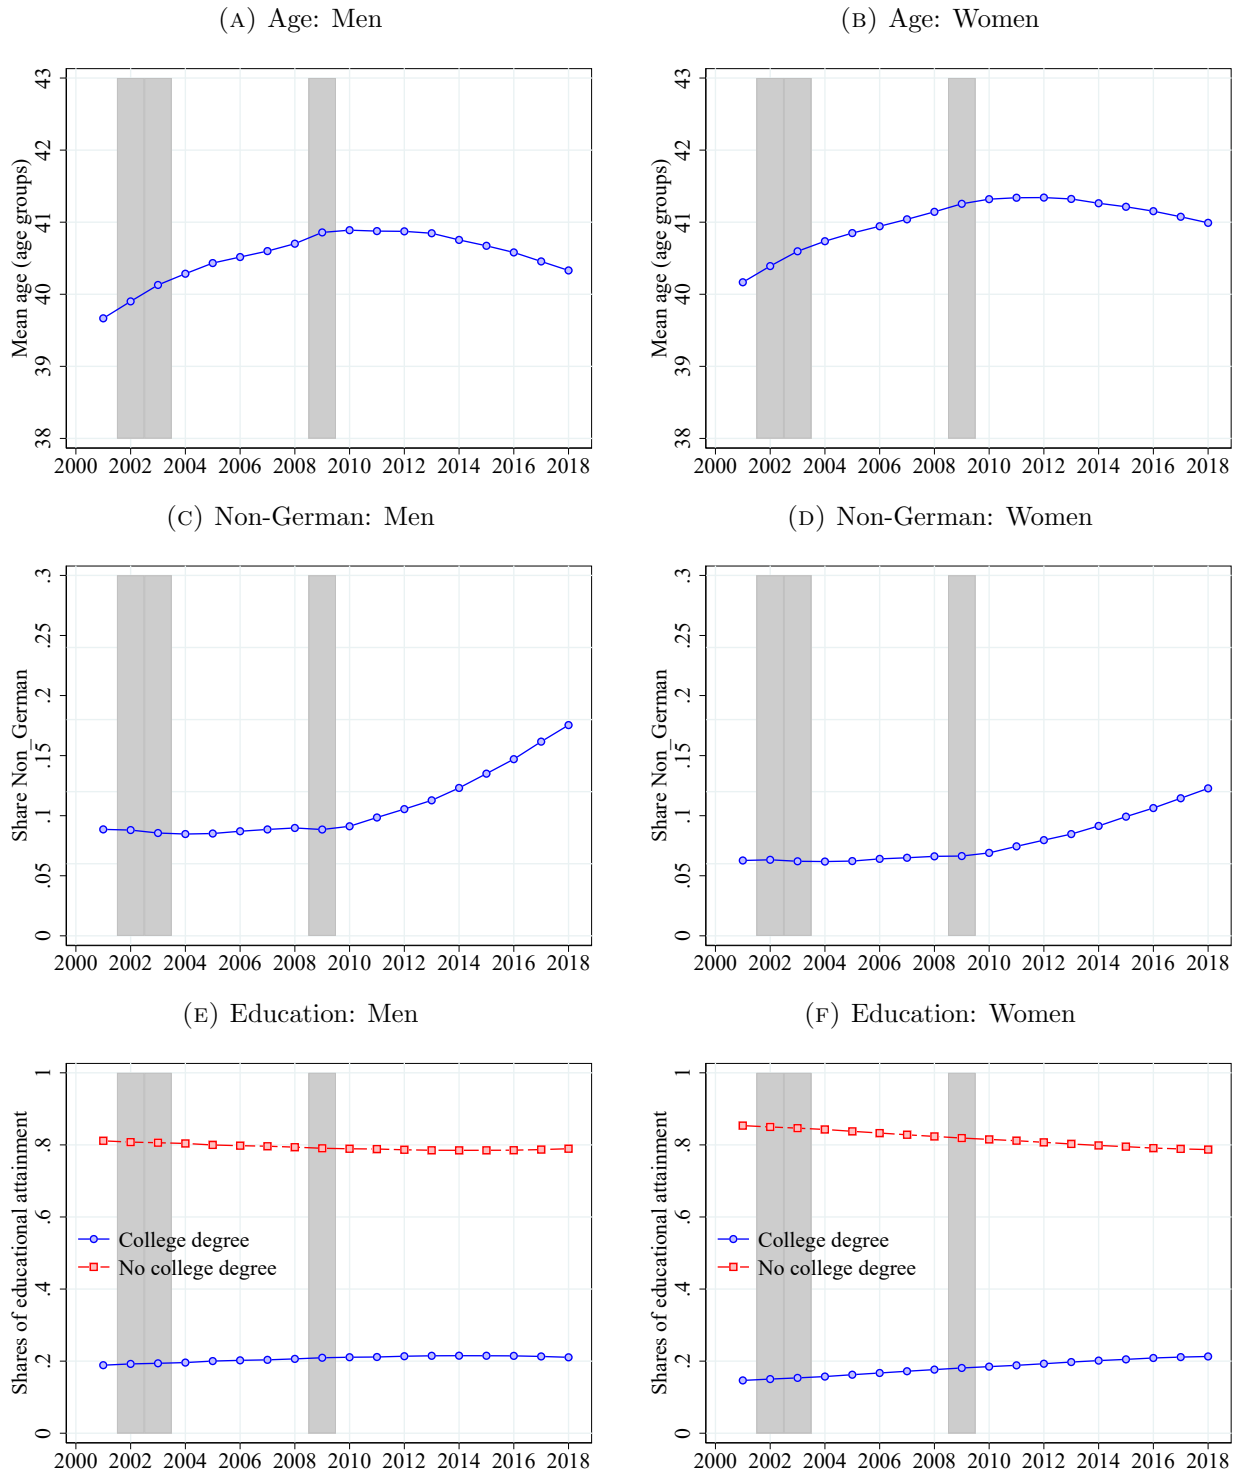 (A) Age: Men
(B) Age: Women
Mean age (age groups)
38 39 40 41 42 43
2000 2002 2004 2006 2008 2010 2012 2014 2016 2018
Mean age (age groups)
38 39 40 41 42 43
2000 2002 2004 2006 2008 2010 2012 2014 2016 2018
(C) Non-German: Men
(D) Non-German: Women
Share Non_German
0 .05 .1 .15 .2 .25 .3
2000 2002 2004 2006 2008 2010 2012 2014 2016 2018
Share Non_German
0 .05 .1 .15 .2 .25 .3
2000 2002 2004 2006 2008 2010 2012 2014 2016 2018
(E) Education: Men
(F) Education: Women
Shares of educational attainment
0 .2 .4 .6 .8 1
College degree
No college degree
2000 2002 2004 2006 2008 2010 2012 2014 2016 2018
Shares of educational attainment
0 .2 .4 .6 .8 1
College degree
No college degree
2000 2002 2004 2006 2008 2010 2012 2014 2016 2018